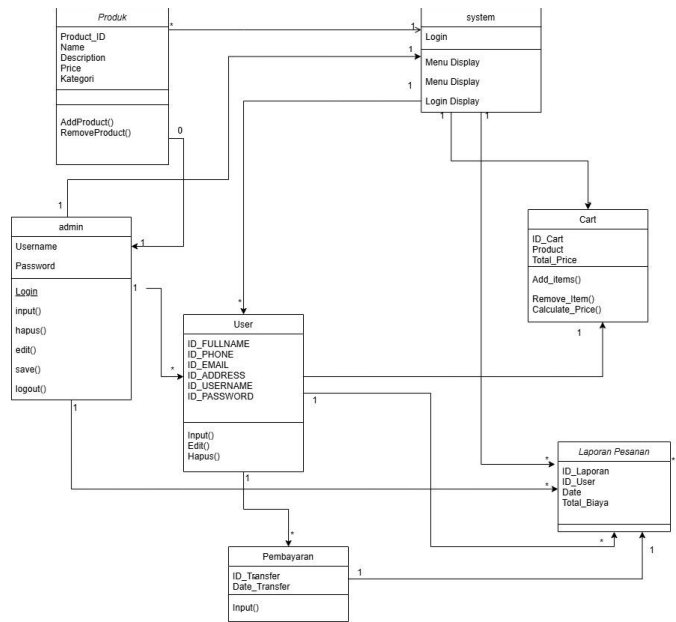 Produk
Product_ID
Name
Description
Price
Kategori
AddProduct()
RemoveProduct()
*
1
system
Login
Menu Display
Menu Display
Login Display
1
1
0
1
1
1
1
admin
Username
Password
Login
input()
hapus()
edit()
save()
logout()
1
1
*
*
User
ID_FULLNAME
ID_PHONE
ID_EMAIL
ID_ADDRESS
ID_USERNAME
ID_PASSWORD
Input()
Edit()
Hapus()
1
1
Cart
ID_Cart
Product
Total_Price
Add_items()
Remove_Item()
Calculate_Price()
1
Laporan Pesanan
ID_Laporan
ID_User
Date
Total_Biaya
*
*
*
*
1
1
*
Pembayaran
ID_Transfer
Date_Transfer
Input()
1